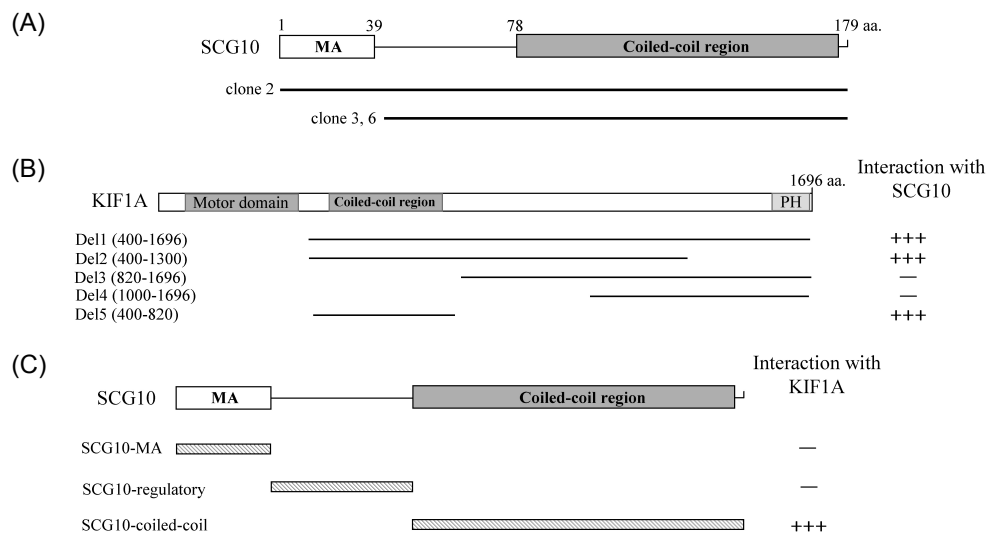 (A)
1 39 78 179 aa.
SCG10 MA Coiled-coil region
clone 2
clone 3, 6
(B)
Interaction with SCG10
1696 aa.
KIF1A Motor domain Coiled-coil region PH
Del1 (400-1696) +++
Del2 (400-1300) +++
Del3 (820-1696) —
Del4 (1000-1696) —
Del5 (400-820) +++
(C)
Interaction with KIF1A
SCG10 MA Coiled-coil region
SCG10-MA —
SCG10-regulatory —
SCG10-coiled-coil +++